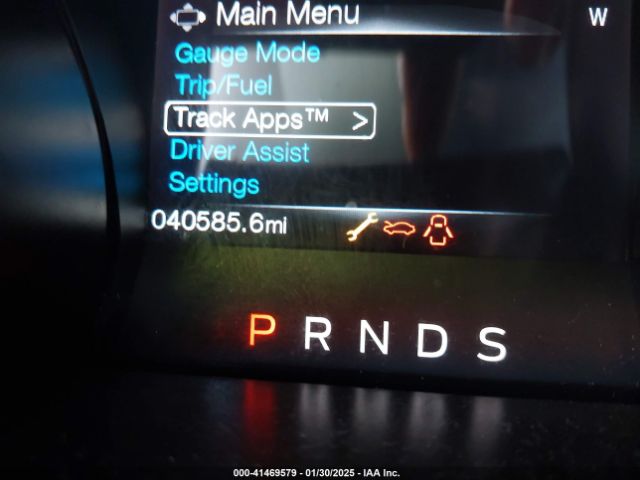 Main Menu
W
Gauge Mode
Trip/Fuel
Track Apps™ >
Driver Assist
Settings
040585.6mi
P R N D S
000-41469579 - 01/30/2025 - IAA Inc.